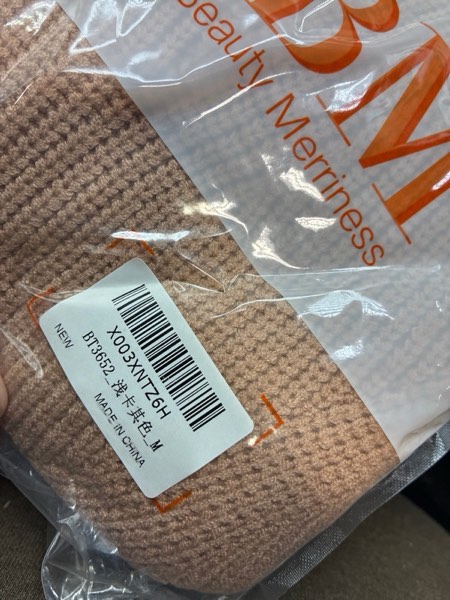 BM
Beauty Merriness
X003XNTZ6H
BT3652_浅卡其色_M
NEW
MADE IN CHINA